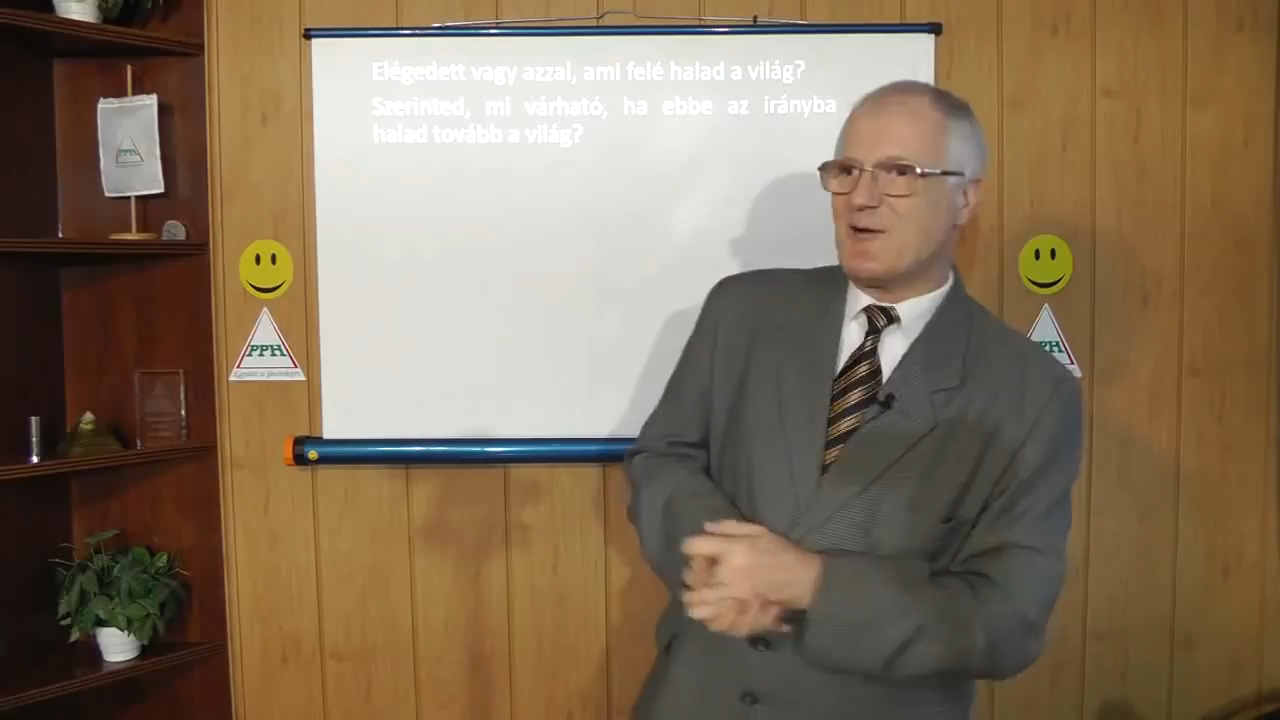 Elégedett vagy azzal, ami felé halad a világ?
Szerinted, mi várható, ha ebbe az irányba
halad tovább a világ?
PPH
PPH
PPH